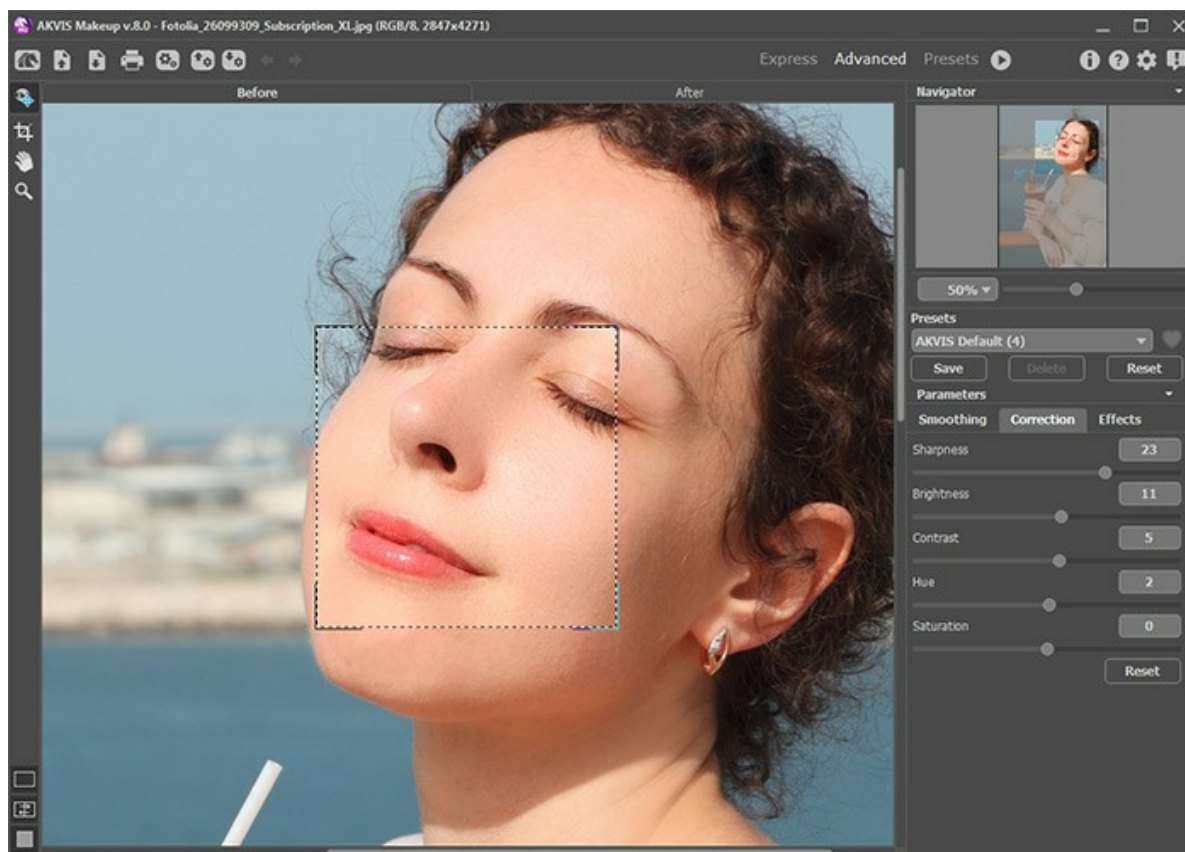 AKVIS Makeup v.8.0 - Fotolia_26099309_Subscription_XL.jpg (RGB/8, 2847x4271)
Express Advanced Presets
Before After
Navigator
50%
Presets
AKVIS Default (4)
Save Delete Reset
Parameters
Smoothing Correction Effects
Sharpness 23
Brightness 11
Contrast 5
Hue 2
Saturation 0
Reset